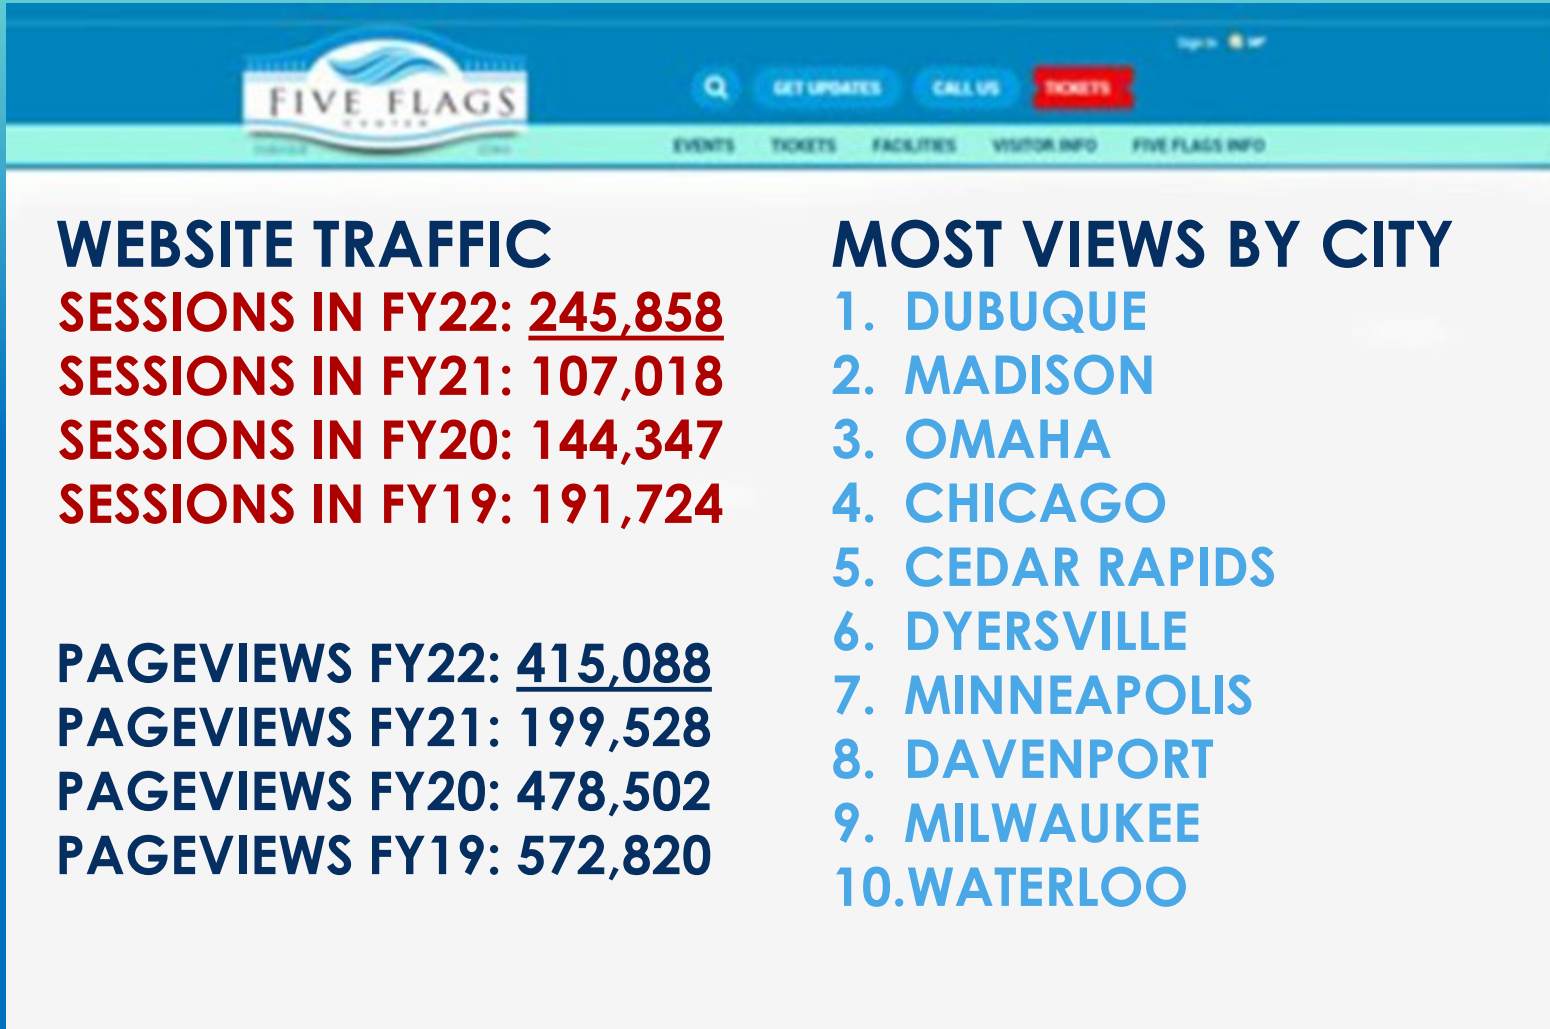 Sign In
FIVE FLAGS
CENTER
GET UPDATES
CALL US
TICKETS
EVENTS
TICKETS
FACILITIES
VISITOR INFO
FIVE FLAGS INFO
WEBSITE TRAFFIC
SESSIONS IN FY22: 245,858
SESSIONS IN FY21: 107,018
SESSIONS IN FY20: 144,347
SESSIONS IN FY19: 191,724
PAGEVIEWS FY22: 415,088
PAGEVIEWS FY21: 199,528
PAGEVIEWS FY20: 478,502
PAGEVIEWS FY19: 572,820
MOST VIEWS BY CITY
1. DUBUQUE
2. MADISON
3. OMAHA
4. CHICAGO
5. CEDAR RAPIDS
6. DYERSVILLE
7. MINNEAPOLIS
8. DAVENPORT
9. MILWAUKEE
10.WATERLOO